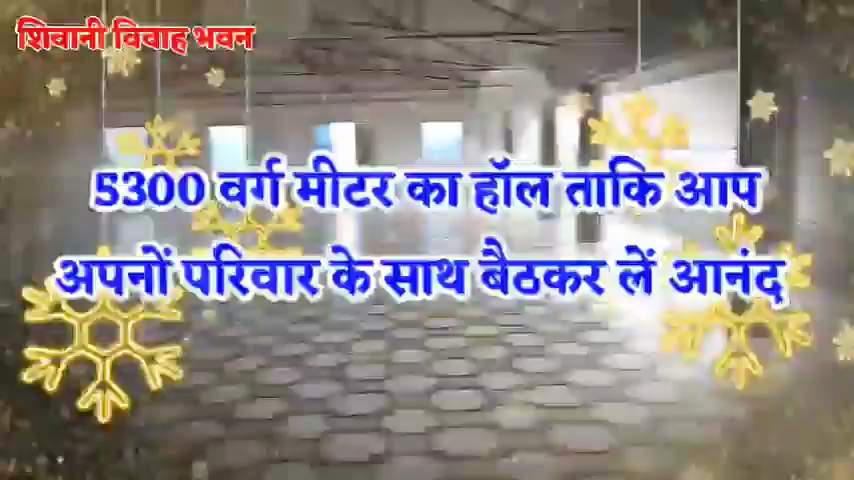 शिवानी विवाह भवन
5300 वर्ग मीटर का हॉल ताकि आप
अपनों परिवार के साथ बैठकर लें आनंद